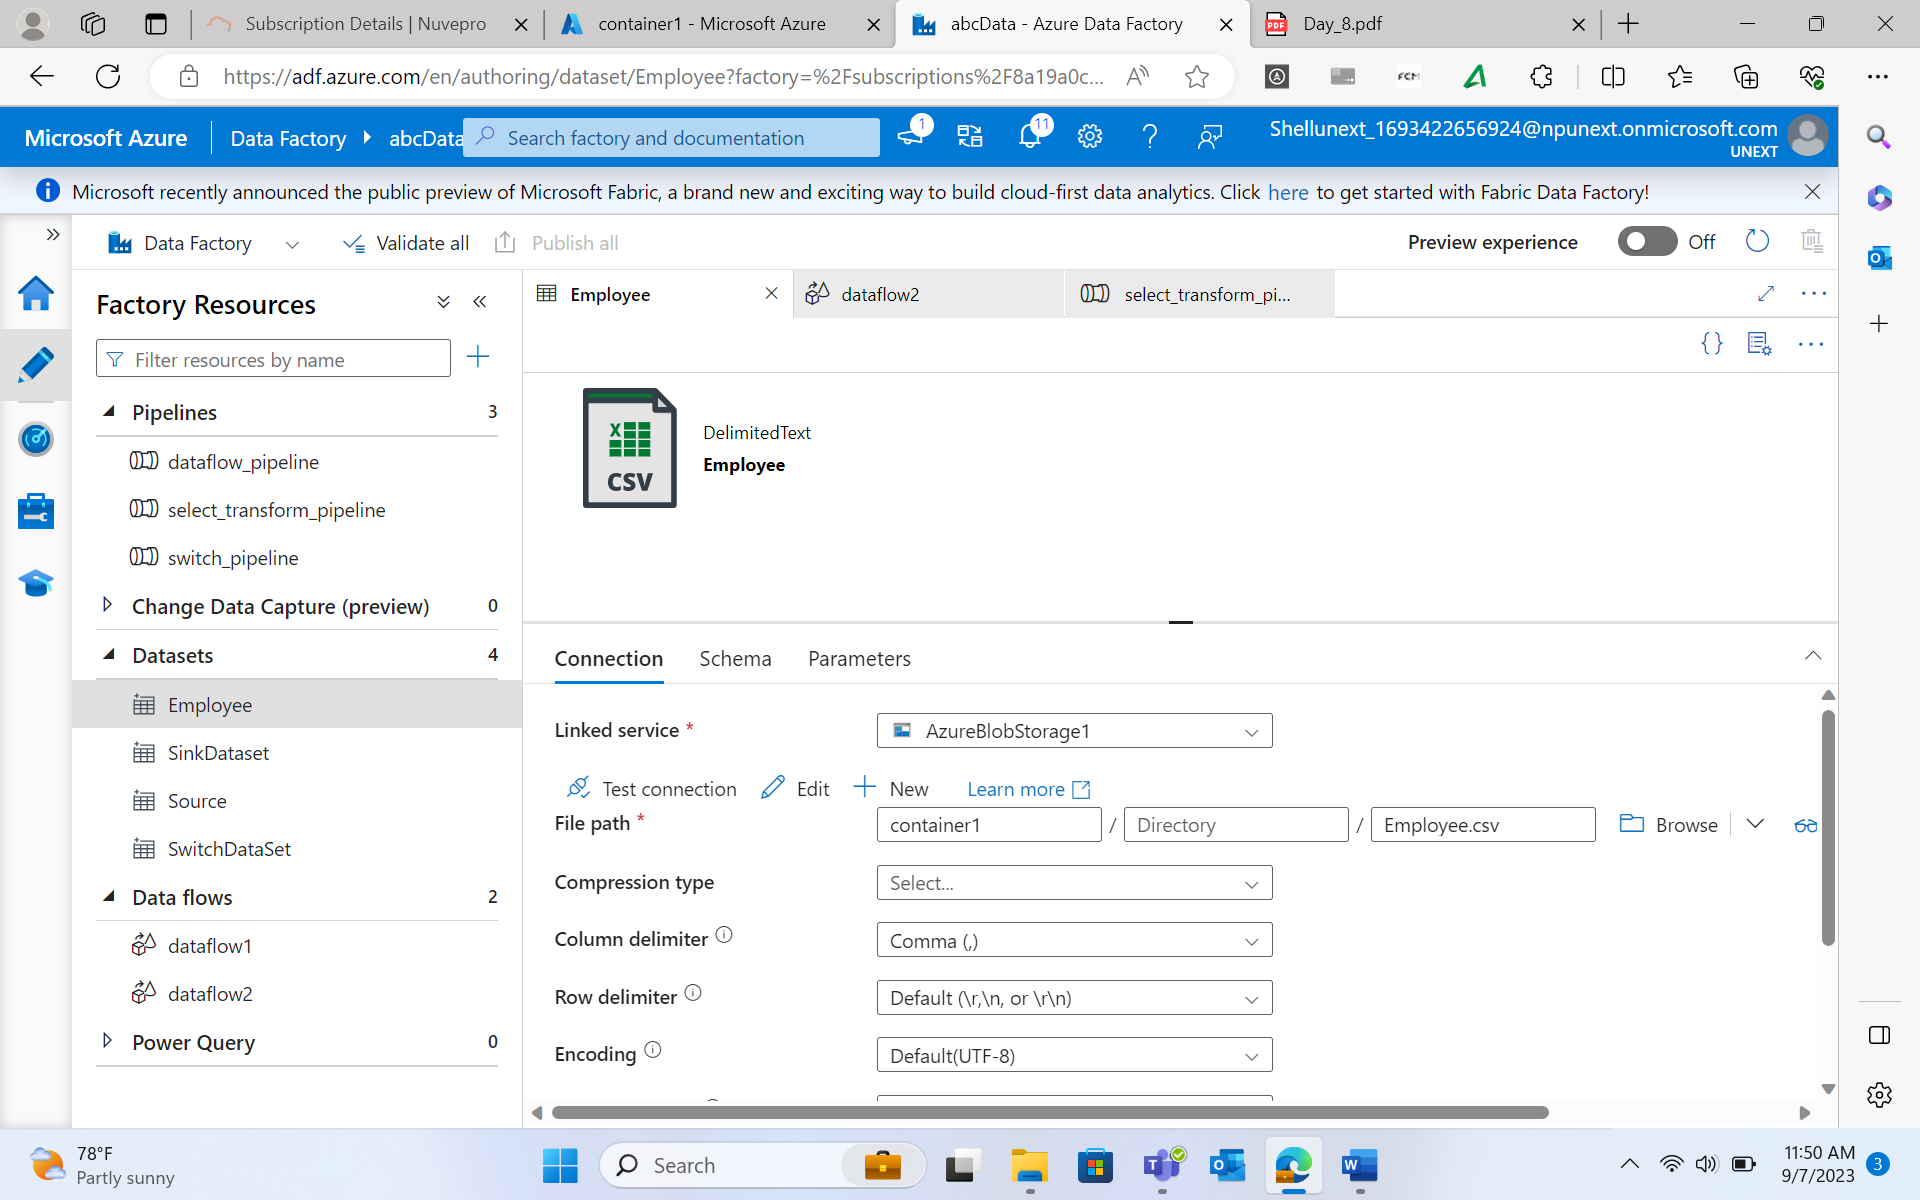 Subscription Details | Nuvepro
container1 - Microsoft Azure
abcData - Azure Data Factory
Day_8.pdf
https://adf.azure.com/en/authoring/dataset/Employee?factory=%2Fsubscriptions%2F8a19a0c...
FCM
Microsoft Azure
Data Factory
abcData
Search factory and documentation
1
11
Shellunext_1693422656924@npunext.onmicrosoft.com
UNEXT
Microsoft recently announced the public preview of Microsoft Fabric, a brand new and exciting way to build cloud-first data analytics. Click here to get started with Fabric Data Factory!
Data Factory
Validate all
Publish all
Preview experience
Off
Factory Resources
Filter resources by name
Pipelines 3
dataflow_pipeline
select_transform_pipeline
switch_pipeline
Change Data Capture (preview) 0
Datasets 4
Employee
SinkDataset
Source
SwitchDataSet
Data flows 2
dataflow1
dataflow2
Power Query 0
Employee
dataflow2
select_transform_pi...
CSV
DelimitedText
Employee
Connection
Schema
Parameters
Linked service *
AzureBlobStorage1
Test connection
Edit
New
Learn more
File path *
container1 / Directory / Employee.csv
Browse
Compression type
Select...
Column delimiter
Comma (,)
Row delimiter
Default (\r,\n, or \r\n)
Encoding
Default(UTF-8)
78°F
Partly sunny
Search
11:50 AM
9/7/2023
3